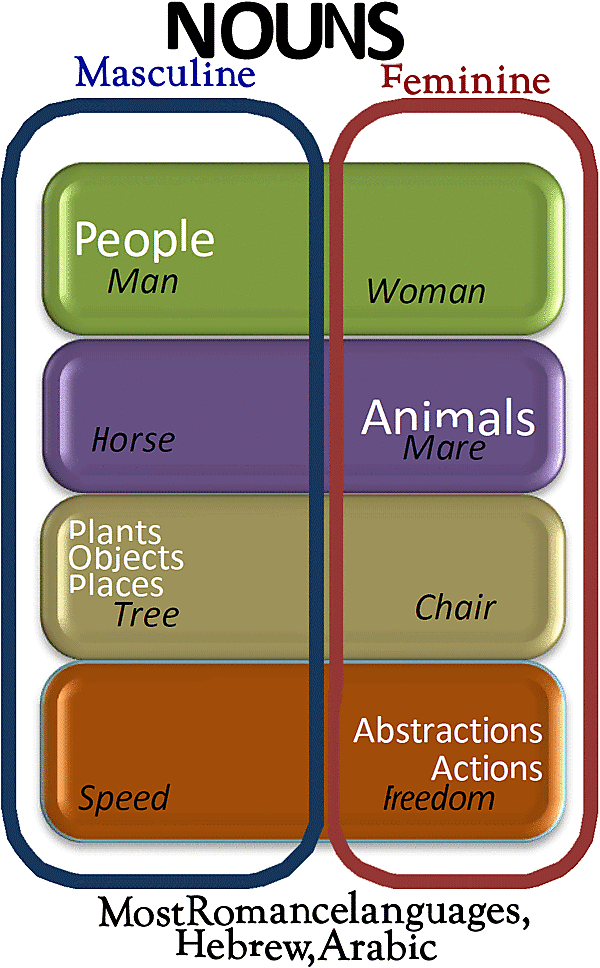 NOUNS
Masculine
Feminine
People
Man
Woman
Animals
Horse
Mare
Plants
Objects
Places
Tree
Chair
Abstractions
Actions
Speed
Freedom
MostRomancelanguages,
Hebrew,Arabic